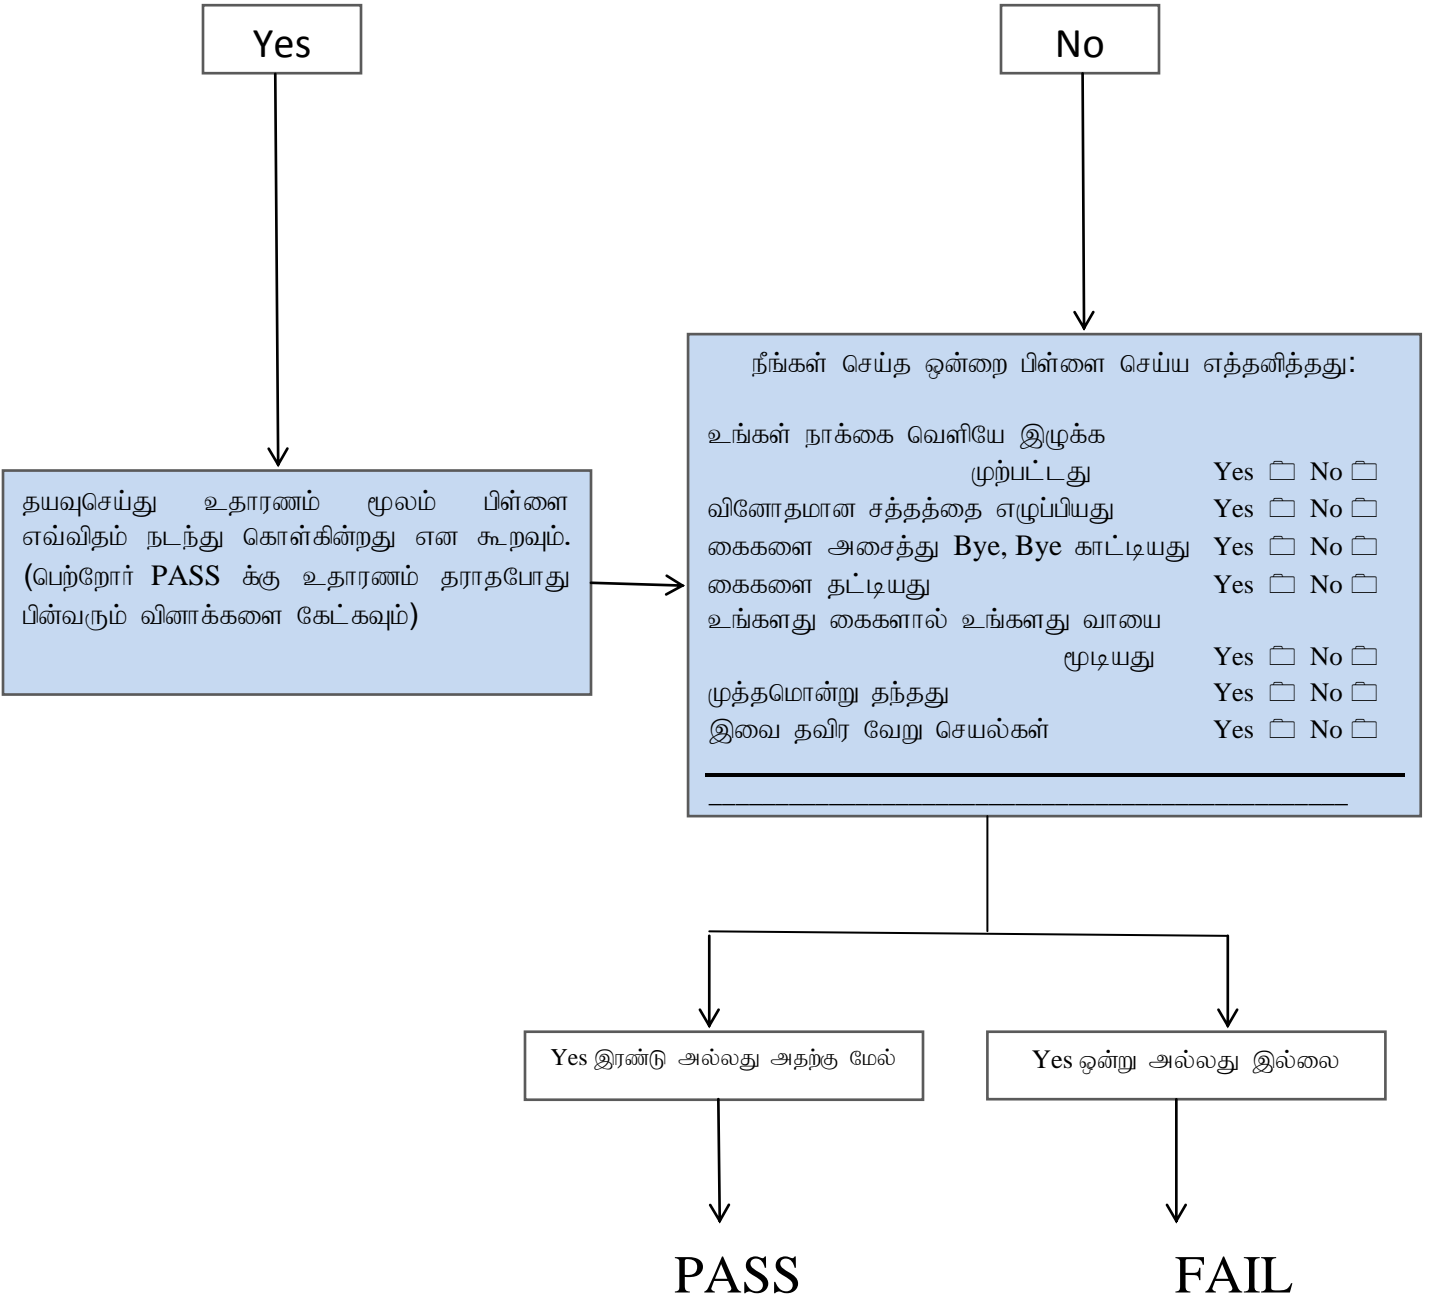 Yes
No
நீங்கள் செய்த ஒன்றை பிள்ளை செய்ய எத்தனித்தது:
உங்கள் நாக்கை வெளியே இழுக்க
முற்பட்டது Yes No
வினோதமான சத்தத்தை எழுப்பியது Yes No
கைகளை அசைத்து Bye, Bye காட்டியது Yes No
கைகளை தட்டியது Yes No
உங்களது கைகளால் உங்களது வாயை
மூடியது Yes No
முத்தமொன்று தந்தது Yes No
இவை தவிர வேறு செயல்கள் Yes No
தயவுசெய்து உதாரணம் மூலம் பிள்ளை
எவ்விதம் நடந்து கொள்கின்றது என கூறவும்.
(பெற்றோர் PASS க்கு உதாரணம் தராதபோது
பின்வரும் வினாக்களை கேட்கவும்)
Yes இரண்டு அல்லது அதற்கு மேல்
Yes ஒன்று அல்லது இல்லை
PASS
FAIL